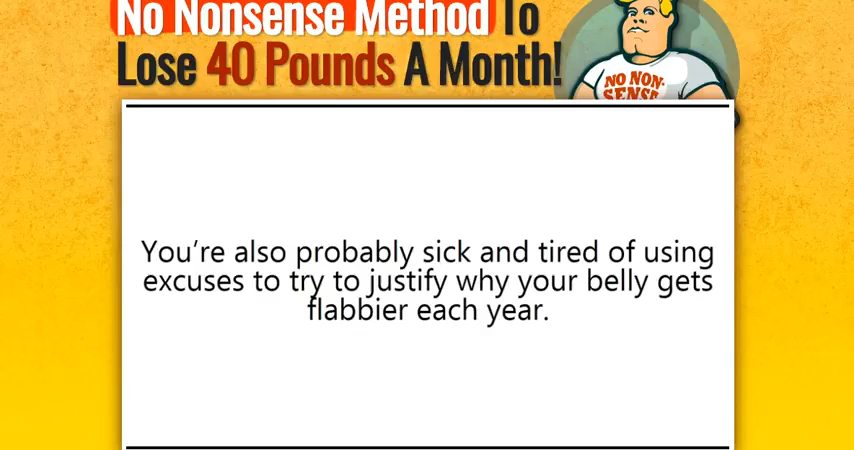 No Nonsense Method To
Lose 40 Pounds A Month!
NO NON-
SENSE
You’re also probably sick and tired of using
excuses to try to justify why your belly gets
flabbier each year.